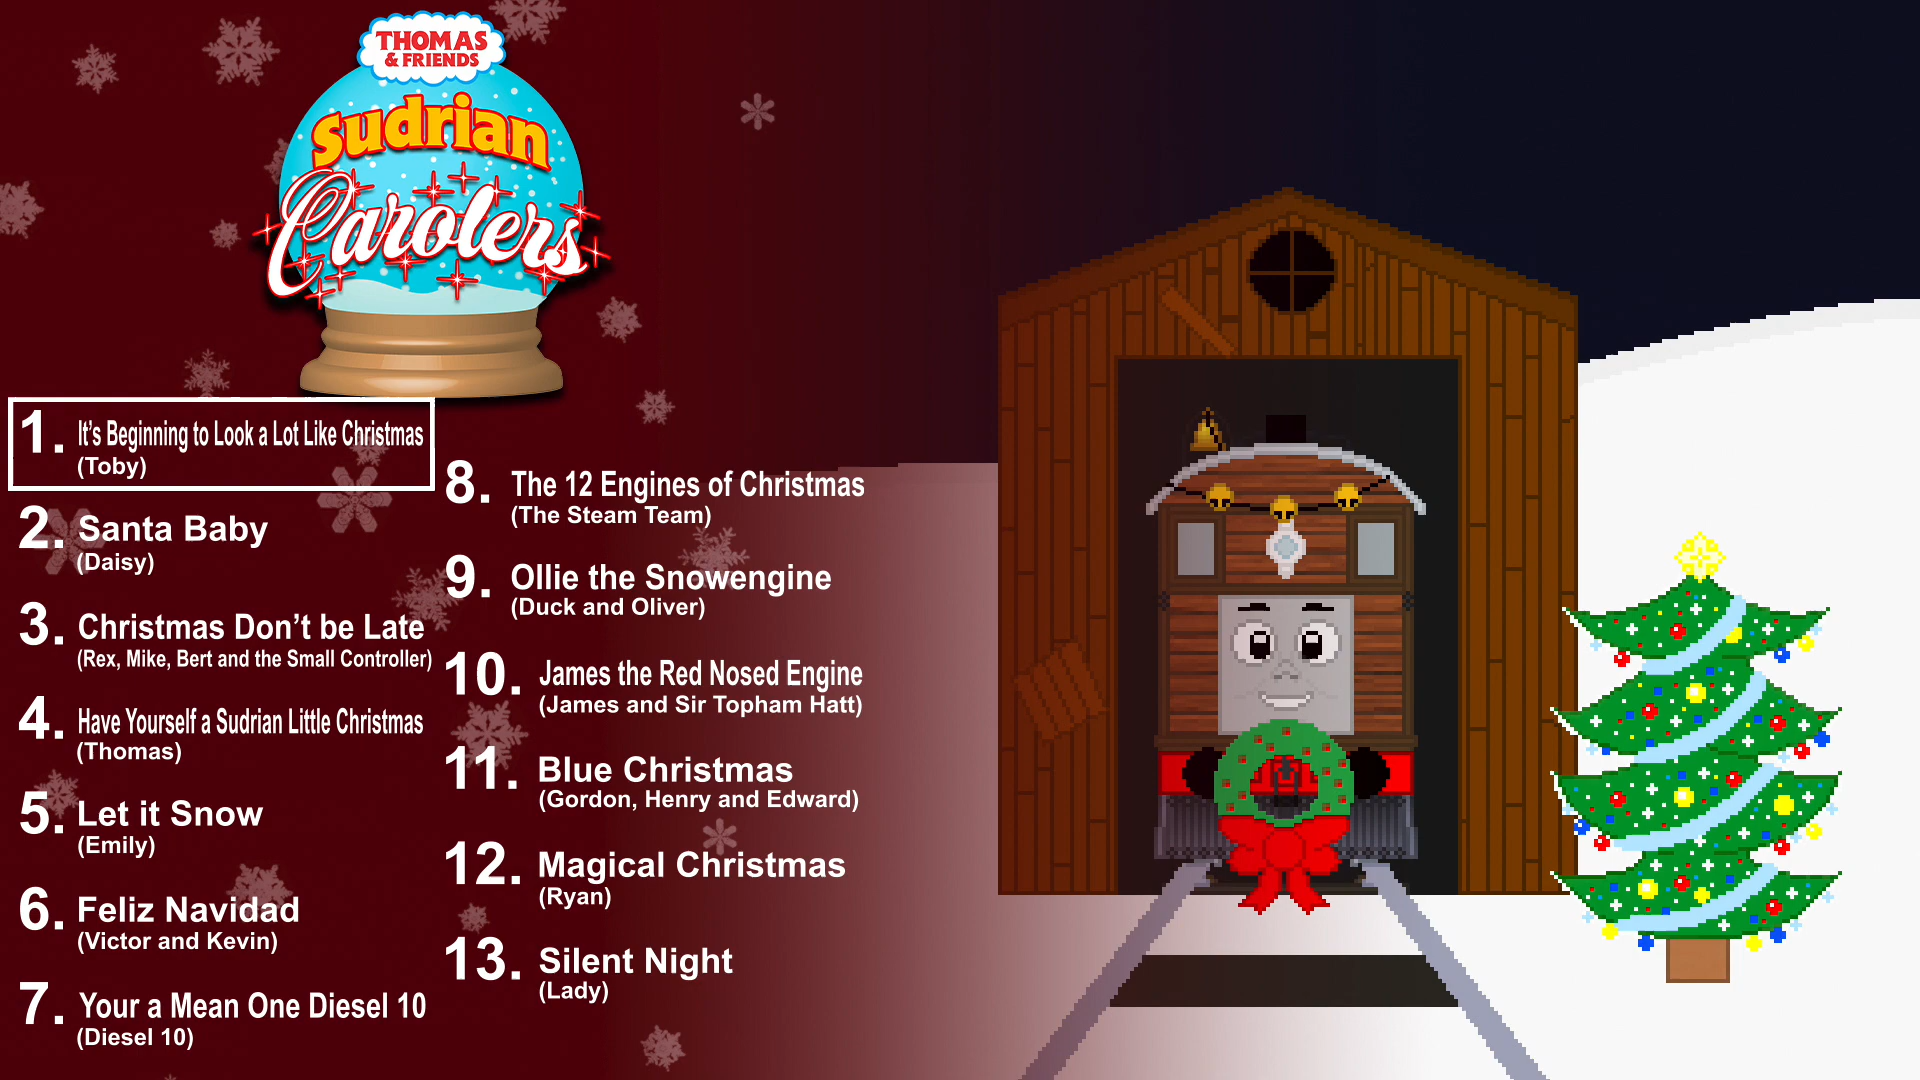 THOMAS
& FRIENDS
Sudrian
Carolers
1. It's Beginning to Look a Lot Like Christmas
(Toby)
2. Santa Baby
(Daisy)
3. Christmas Don't be Late
(Rex, Mike, Bert and the Small Controller)
4. Have Yourself a Sudrian Little Christmas
(Thomas)
5. Let it Snow
(Emily)
6. Feliz Navidad
(Victor and Kevin)
7. Your a Mean One Diesel 10
(Diesel 10)
8. The 12 Engines of Christmas
(The Steam Team)
9. Ollie the Snowengine
(Duck and Oliver)
10. James the Red Nosed Engine
(James and Sir Topham Hatt)
11. Blue Christmas
(Gordon, Henry and Edward)
12. Magical Christmas
(Ryan)
13. Silent Night
(Lady)